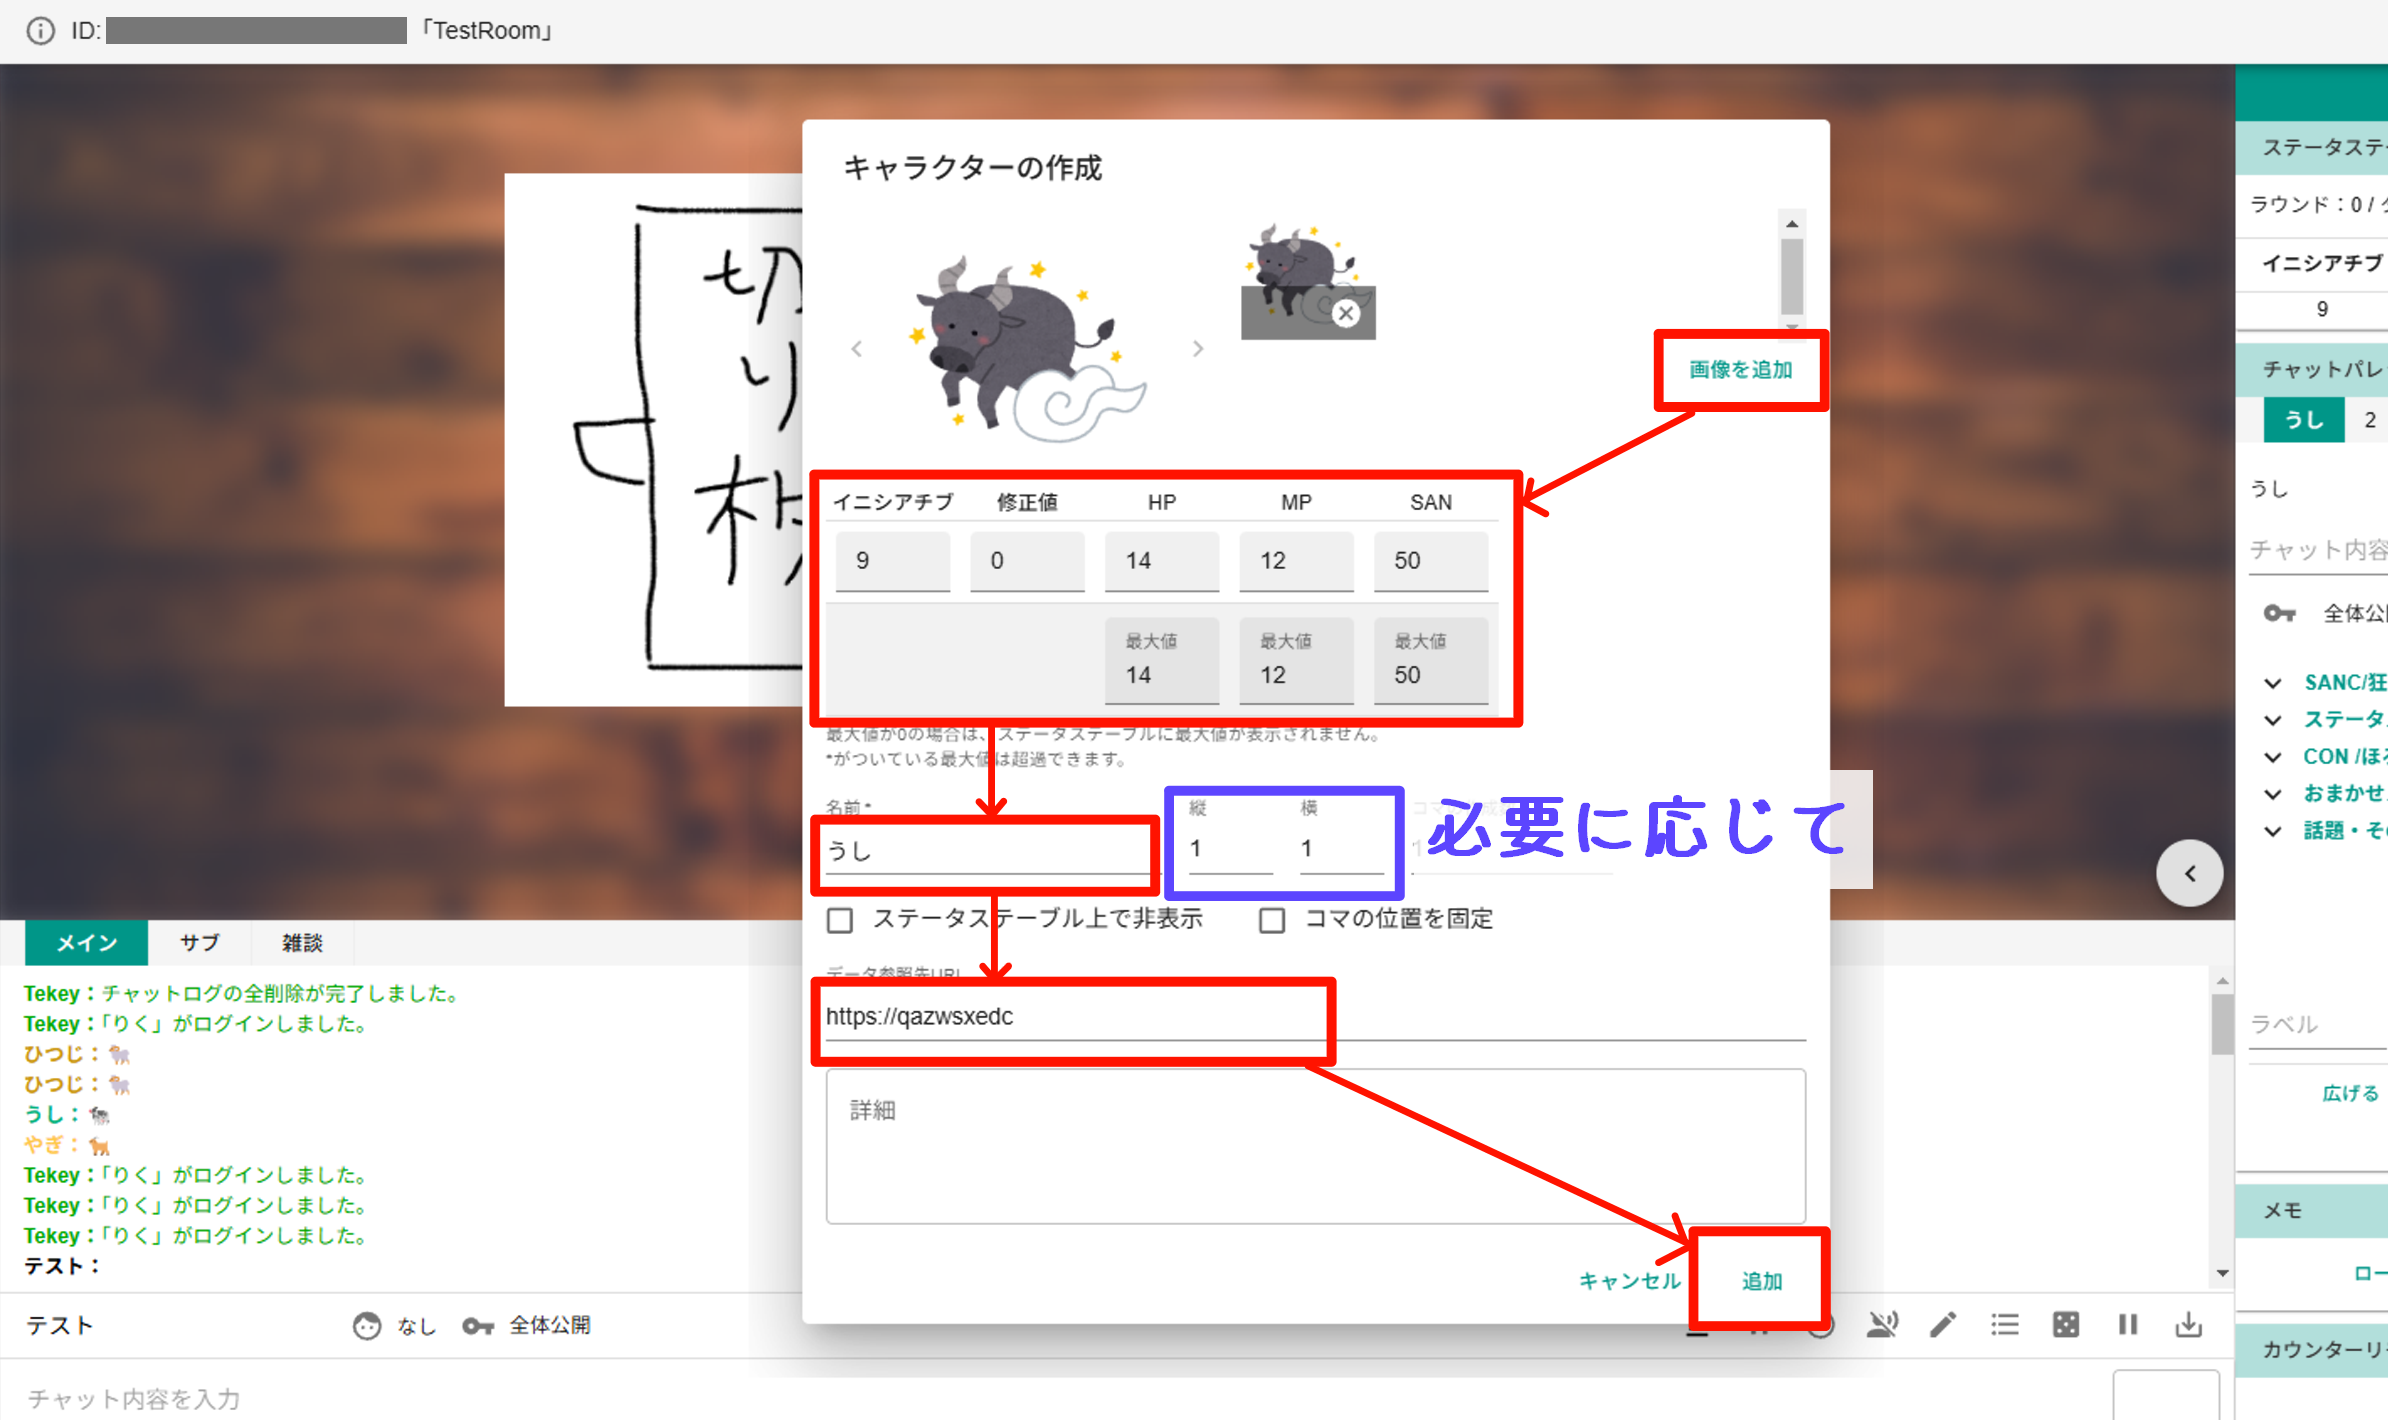 ID: 「TestRoom」
切
り
キャラクターの作成
画像を追加
イニシアチブ 修正値 HP MP SAN
9 0 14 12 50
最大値 最大値 最大値
14 12 50
最大値が0の場合は、ステータステーブルに最大値が表示されません。
*がついている最大値は超過できます。
名前* 縦 横
うし 1 1 1
必要に応じて
ステータステーブル上で非表示 コマの位置を固定
データ参照先URL
https://qazwsxedc
詳細
キャンセル 追加
メイン サブ 雑談
Tekey：チャットログの全削除が完了しました。
Tekey：「りく」がログインしました。
ひつじ：🐏
ひつじ：🐏
うし：🐄
やぎ：🐐
Tekey：「りく」がログインしました。
Tekey：「りく」がログインしました。
Tekey：「りく」がログインしました。
テスト：
テスト なし 全体公開
チャット内容を入力
ステータステ
ラウンド：0 /
イニシアチブ
9
チャットパレ
うし 2
うし
チャット内容
全体公
SANC/狂
ステータ
CON /ほ
おまかせ
話題・そ
ラベル
広げる
メモ
ロー
カウンターリ